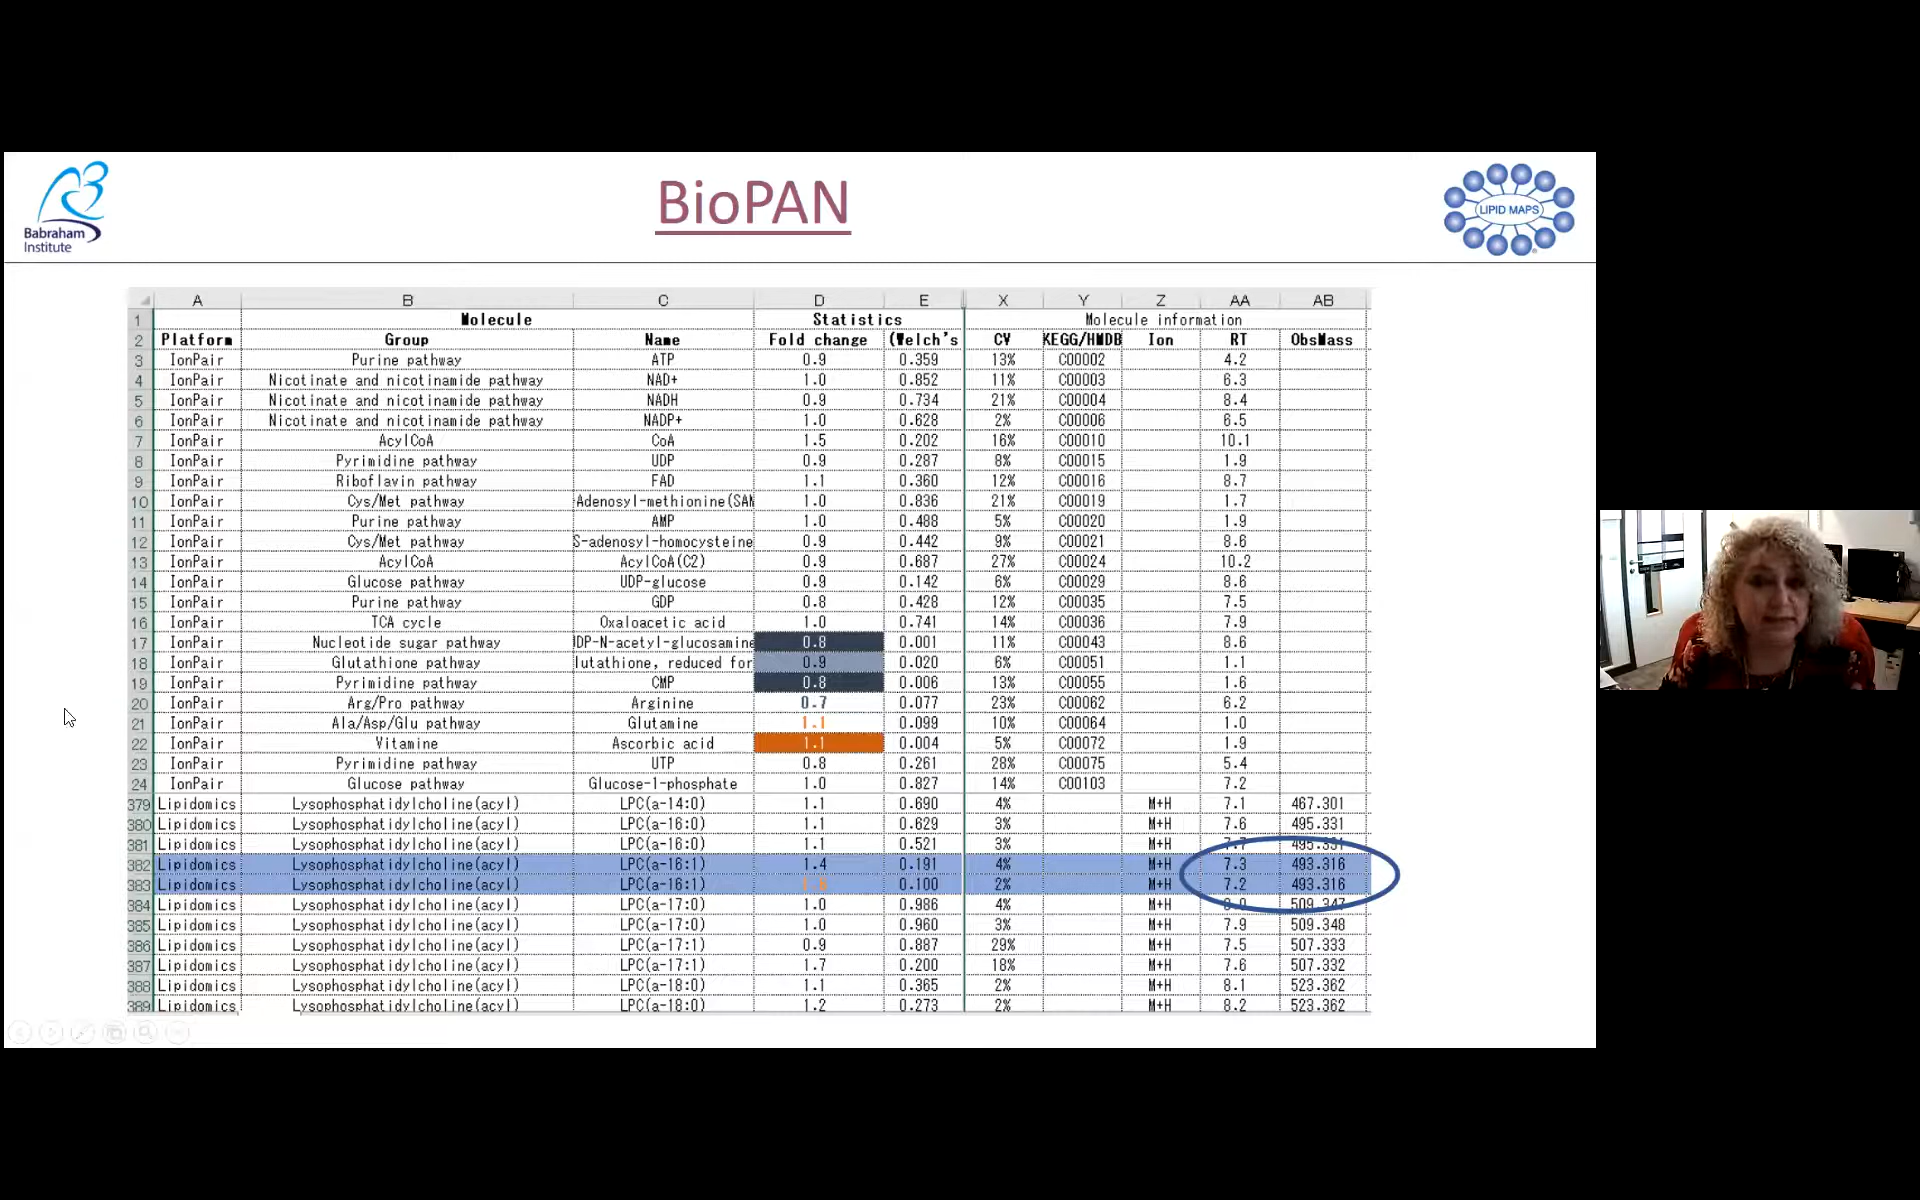 Babraham
Institute
BioPAN
LIPID MAPS
A B C D E X Y Z AA AB
1 Molecule Statistics Molecule information
2 Platform Group Name Fold change (Welch's CV KEGG/HMDB Ion RT ObsMass
3 IonPair Purine pathway ATP 0.9 0.359 13% C00002 4.2
4 IonPair Nicotinate and nicotinamide pathway NAD+ 1.0 0.852 11% C00003 6.3
5 IonPair Nicotinate and nicotinamide pathway NADH 0.9 0.734 21% C00004 8.4
6 IonPair Nicotinate and nicotinamide pathway NADP+ 1.0 0.628 2% C00006 6.5
7 IonPair AcylCoA CoA 1.5 0.202 16% C00010 10.1
8 IonPair Pyrimidine pathway UDP 0.9 0.287 8% C00015 1.9
9 IonPair Riboflavin pathway FAD 1.1 0.360 12% C00016 8.7
10 IonPair Cys/Met pathway Adenosyl-methionine(SAM 1.0 0.836 21% C00019 1.7
11 IonPair Purine pathway AMP 1.0 0.488 5% C00020 1.9
12 IonPair Cys/Met pathway S-adenosyl-homocysteine 0.9 0.442 9% C00021 8.6
13 IonPair AcylCoA AcylCoA(C2) 0.9 0.687 27% C00024 10.2
14 IonPair Glucose pathway UDP-glucose 0.9 0.142 6% C00029 8.6
15 IonPair Purine pathway GDP 0.8 0.428 12% C00035 7.5
16 IonPair TCA cycle Oxaloacetic acid 1.0 0.741 14% C00036 7.9
17 IonPair Nucleotide sugar pathway DP-N-acetyl-glucosamine 0.8 0.001 11% C00043 8.6
18 IonPair Glutathione pathway lutathione, reduced for 0.9 0.020 6% C00051 1.1
19 IonPair Pyrimidine pathway CMP 0.8 0.006 13% C00055 1.6
20 IonPair Arg/Pro pathway Arginine 0.7 0.077 23% C00062 6.2
21 IonPair Ala/Asp/Glu pathway Glutamine 1.1 0.099 10% C00064 1.0
22 IonPair Vitamine Ascorbic acid 1.1 0.004 5% C00072 1.9
23 IonPair Pyrimidine pathway UTP 0.8 0.261 28% C00075 5.4
24 IonPair Glucose pathway Glucose-1-phosphate 1.0 0.827 14% C00103 7.2
379 Lipidomics Lysophosphatidylcholine(acyl) LPC(a-14:0) 1.1 0.690 4% M+H 7.1 467.301
380 Lipidomics Lysophosphatidylcholine(acyl) LPC(a-16:0) 1.1 0.629 3% M+H 7.6 495.331
381 Lipidomics Lysophosphatidylcholine(acyl) LPC(a-16:0) 1.1 0.521 3% M+H 7.7 495.331
382 Lipidomics Lysophosphatidylcholine(acyl) LPC(a-16:1) 1.4 0.191 4% M+H 7.3 493.316
383 Lipidomics Lysophosphatidylcholine(acyl) LPC(a-16:1) 0.100 2% M+H 7.2 493.316
384 Lipidomics Lysophosphatidylcholine(acyl) LPC(a-17:0) 1.0 0.986 4% M+H 509.347
385 Lipidomics Lysophosphatidylcholine(acyl) LPC(a-17:0) 1.0 0.960 3% M+H 7.9 509.348
386 Lipidomics Lysophosphatidylcholine(acyl) LPC(a-17:1) 0.9 0.887 29% M+H 7.5 507.333
387 Lipidomics Lysophosphatidylcholine(acyl) LPC(a-17:1) 1.7 0.200 18% M+H 7.6 507.332
388 Lipidomics Lysophosphatidylcholine(acyl) LPC(a-18:0) 1.1 0.365 2% M+H 8.1 523.362
389 Lipidomics Lysophosphatidylcholine(acyl) LPC(a-18:0) 1.2 0.273 2% M+H 8.2 523.362